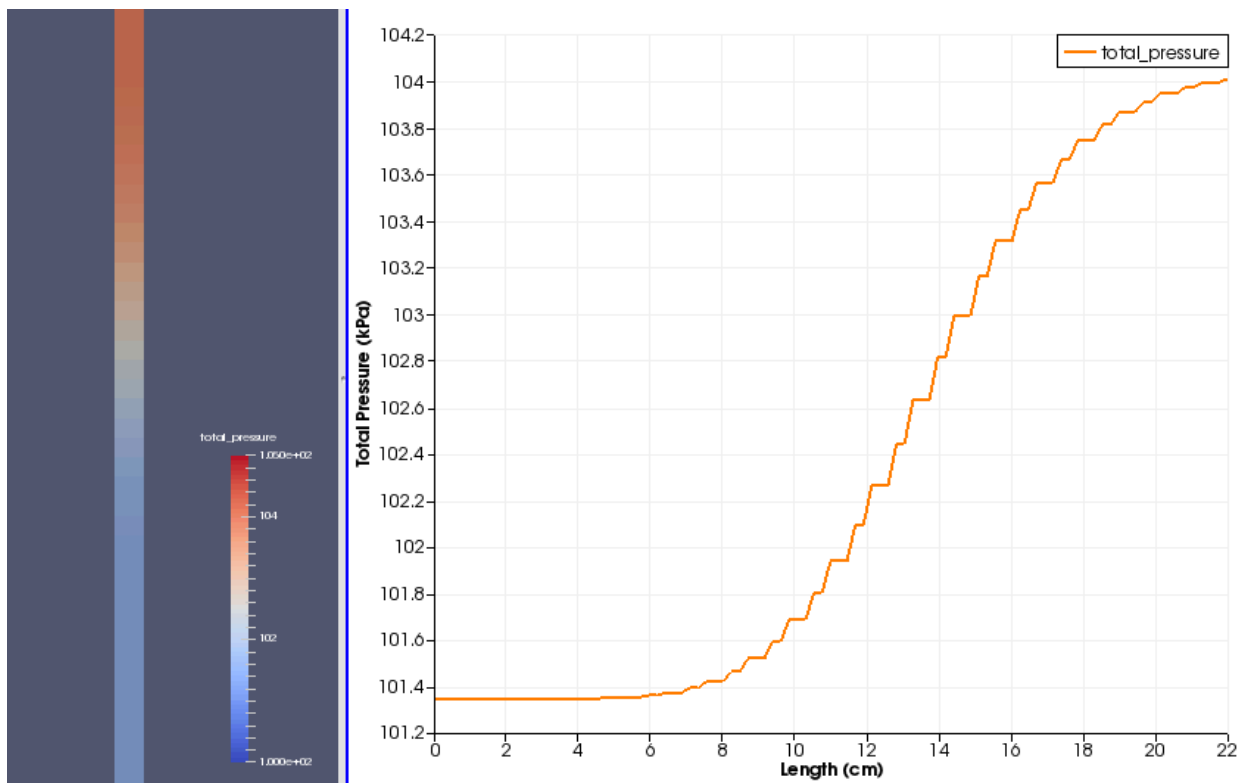 total_pressure
1.050e+02
104
102
1.000e+02
total_pressure
104.2
104
103.8
103.6
103.4
103.2
103
102.8
102.6
102.4
102.2
102
101.8
101.6
101.4
101.2
Total Pressure (kPa)
0 2 4 6 8 10 12 14 16 18 20 22
Length (cm)